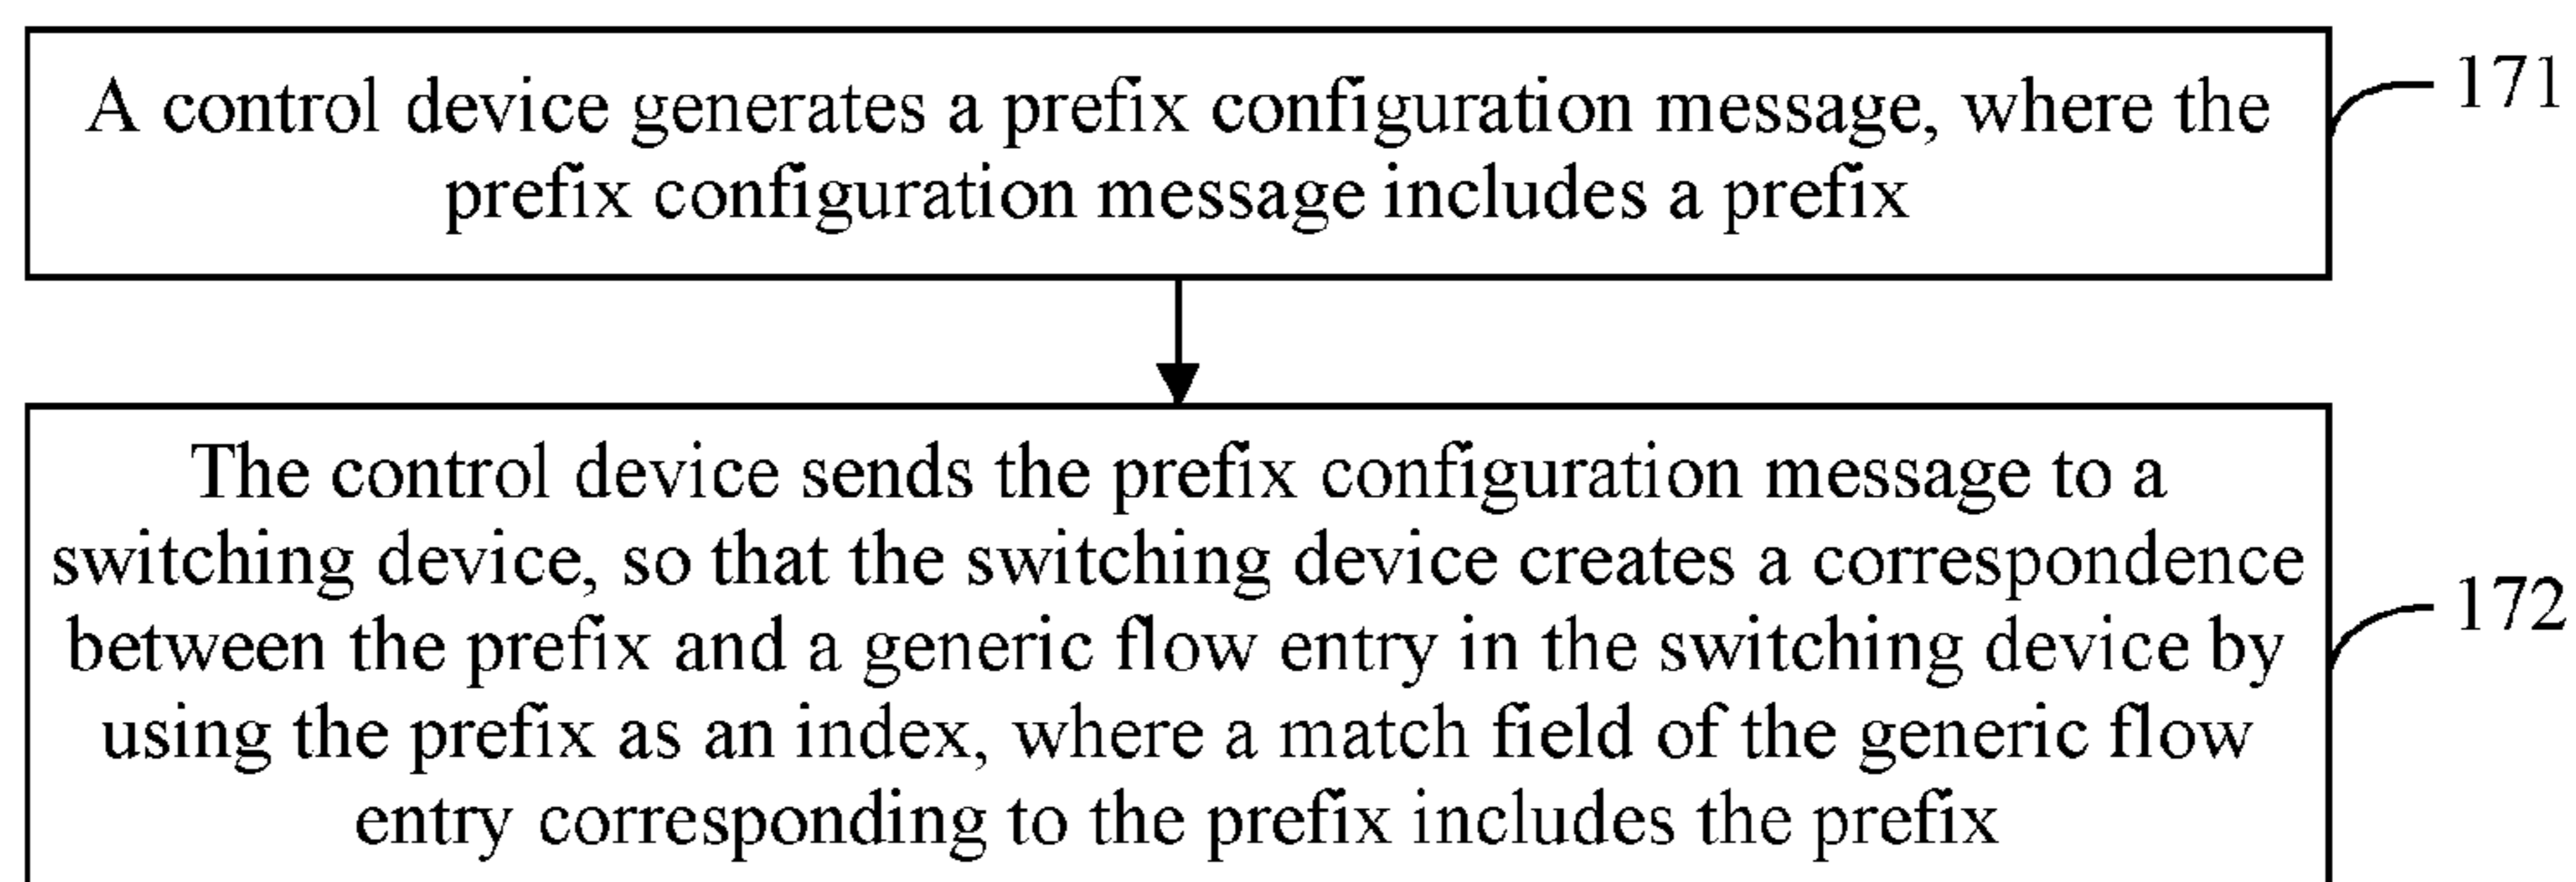 A control device generates a prefix configuration message, where the
prefix configuration message includes a prefix
171
The control device sends the prefix configuration message to a
switching device, so that the switching device creates a correspondence
between the prefix and a generic flow entry in the switching device by
using the prefix as an index, where a match field of the generic flow
entry corresponding to the prefix includes the prefix
172